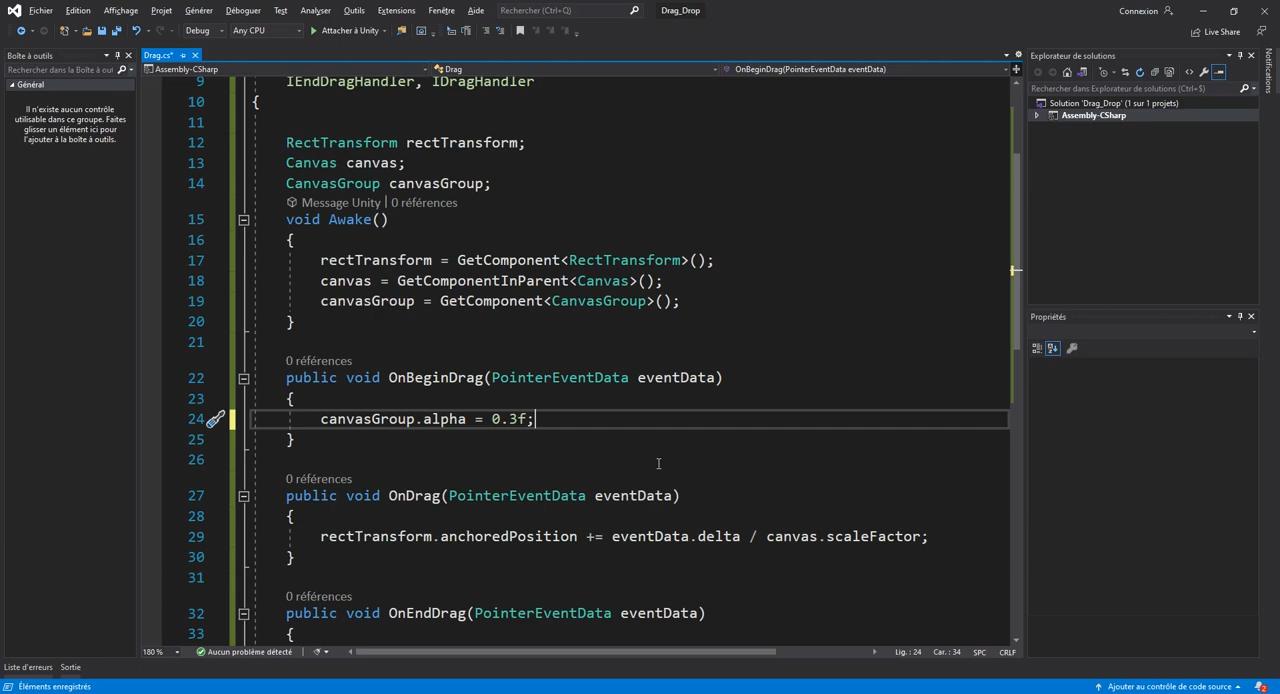 Fichier Edition Affichage Projet Générer Déboguer Test Analyser Outils Extensions Fenêtre Aide Rechercher (Ctrl+Q) Drag_Drop Connexion
Debug Any CPU Attacher à Unity Live Share
Boîte à outils
Rechercher dans la Boîte à out
Général
Il n'existe aucun contrôle
utilisable dans ce groupe. Faites
glisser un élément ici pour
l'ajouter à la boîte à outils.
Drag.cs*
Assembly-CSharp Drag OnBeginDrag(PointerEventData eventData)
9 IEndDragHandler, IDragHandler
10 {
11
12 RectTransform rectTransform;
13 Canvas canvas;
14 CanvasGroup canvasGroup;
Message Unity | 0 références
15 void Awake()
16 {
17 rectTransform = GetComponent<RectTransform>();
18 canvas = GetComponentInParent<Canvas>();
19 canvasGroup = GetComponent<CanvasGroup>();
20 }
21
0 références
22 public void OnBeginDrag(PointerEventData eventData)
23 {
24 canvasGroup.alpha = 0.3f;
25 }
26
0 références
27 public void OnDrag(PointerEventData eventData)
28 {
29 rectTransform.anchoredPosition += eventData.delta / canvas.scaleFactor;
30 }
31
0 références
32 public void OnEndDrag(PointerEventData eventData)
33 {
180 % Aucun problème détecté Lig. : 24 Car. : 34 SPC CRLF
Explorateur de solutions
Rechercher dans Explorateur de solutions (Ctrl+$)
Solution 'Drag_Drop' (1 sur 1 projets)
Assembly-CSharp
Propriétés
Notifications
Liste d'erreurs Sortie
Éléments enregistrés Ajouter au contrôle de code source 2